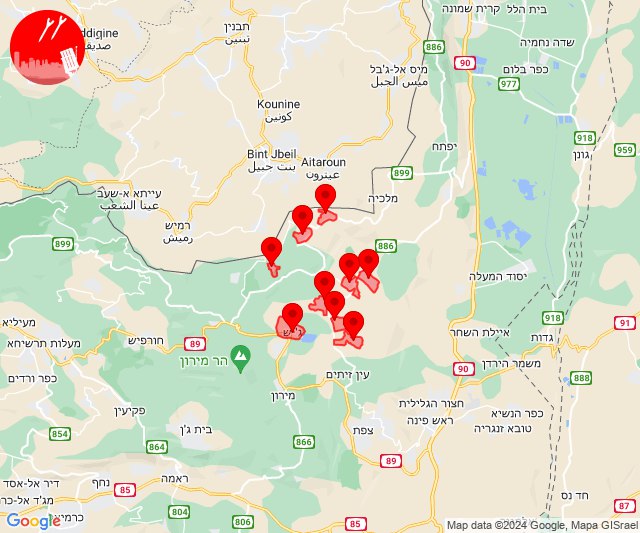 ddigine
צדיקין
תבנין
تبنين
886
בית הלל
קרית שמונה
שדה נחמיה
90
מיס אל-ג'בל
ميس الجبل
כפר בלום
977
Kounine
كونين
918
גונן
959
Bint Jbeil
بنت جبيل
Aitaroun
عيترون
יפתח
899
עייתא א-שעב
عيتا الشعب
מלכיה
רמיש
رميش
899
886
יסוד המעלה
918
91
מעיליא
מעלות תרשיחא
חורפיש
89
ג'יש
איילת השחר
גדות
הר מירון
90
משמר הירדן
888
כפר ורדים
עין זיתים
מירון
חצור הגלילית
ראש פינה
כפר הנשיא
טובא זנגריה
פקיעין
854
864
בית ג'ן
866
צפת
89
דיר אל-אסד
מג'ד אל-כרו
נחף
ראמה
85
חד נס
כרמיא
804
806
85
87
Google
Map data ©2024 Google, Mapa GISrael